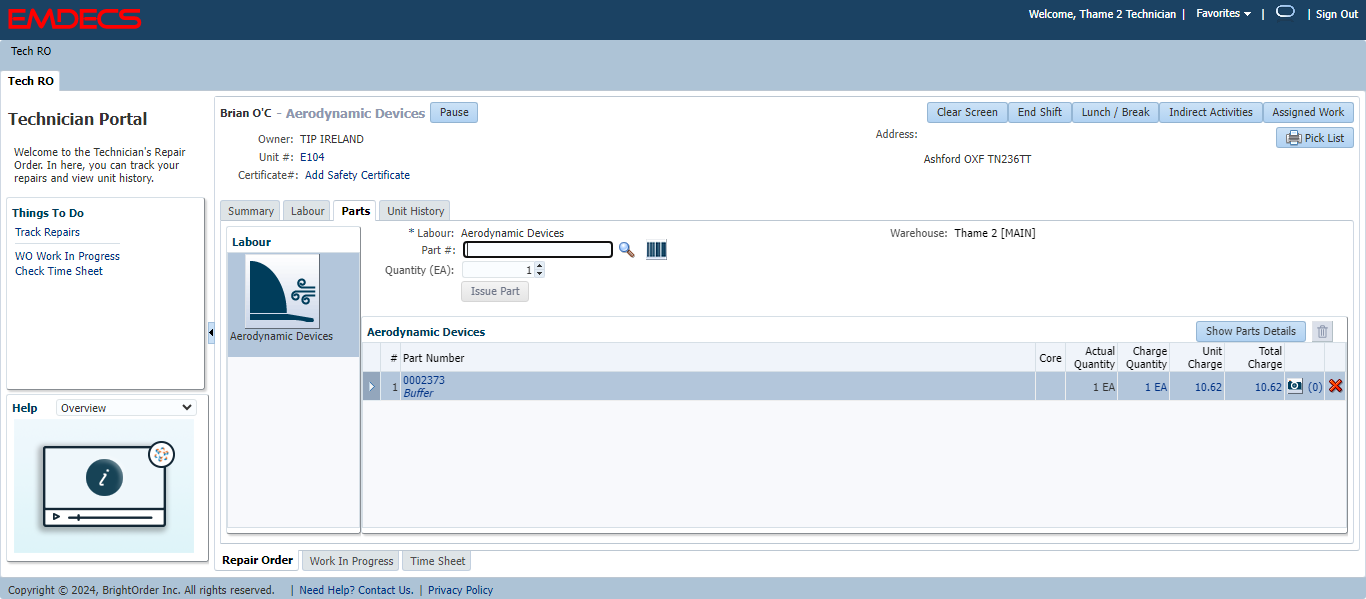 EMDECS
Welcome, Thame 2 Technician | Favorites | | Sign Out
Tech RO
Tech RO
Technician Portal
Welcome to the Technician's Repair
Order. In here, you can track your
repairs and view unit history.
Things To Do
Track Repairs
WO Work In Progress
Check Time Sheet
Help Overview
i
Brian O'C - Aerodynamic Devices Pause
Clear Screen End Shift Lunch / Break Indirect Activities Assigned Work
Owner: TIP IRELAND
Address:
Pick List
Unit #: E104
Ashford OXF TN236TT
Certificate#: Add Safety Certificate
Summary Labour Parts Unit History
Labour
Aerodynamic Devices
* Labour: Aerodynamic Devices
Warehouse: Thame 2 [MAIN]
Part #:
Quantity (EA): 1
Issue Part
Aerodynamic Devices Show Parts Details
# Part Number Core Actual Quantity Charge Quantity Unit Charge Total Charge
1 0002373 1 EA 1 EA 10.62 10.62 (0)
Buffer
Repair Order Work In Progress Time Sheet
Copyright © 2024, BrightOrder Inc. All rights reserved. | Need Help? Contact Us. | Privacy Policy